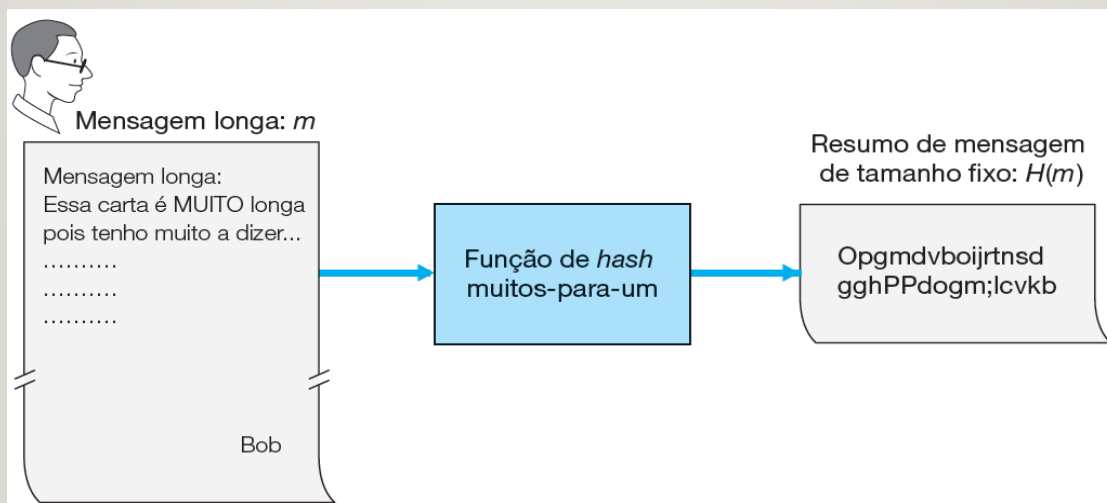 Mensagem longa: m
Mensagem longa:
Essa carta é MUITO longa
pois tenho muito a dizer...
..........
..........
..........
Bob
Função de hash
muitos-para-um
Resumo de mensagem
de tamanho fixo: H(m)
Opgmdvboijrtnsd
gghPPdogm;lcvkb